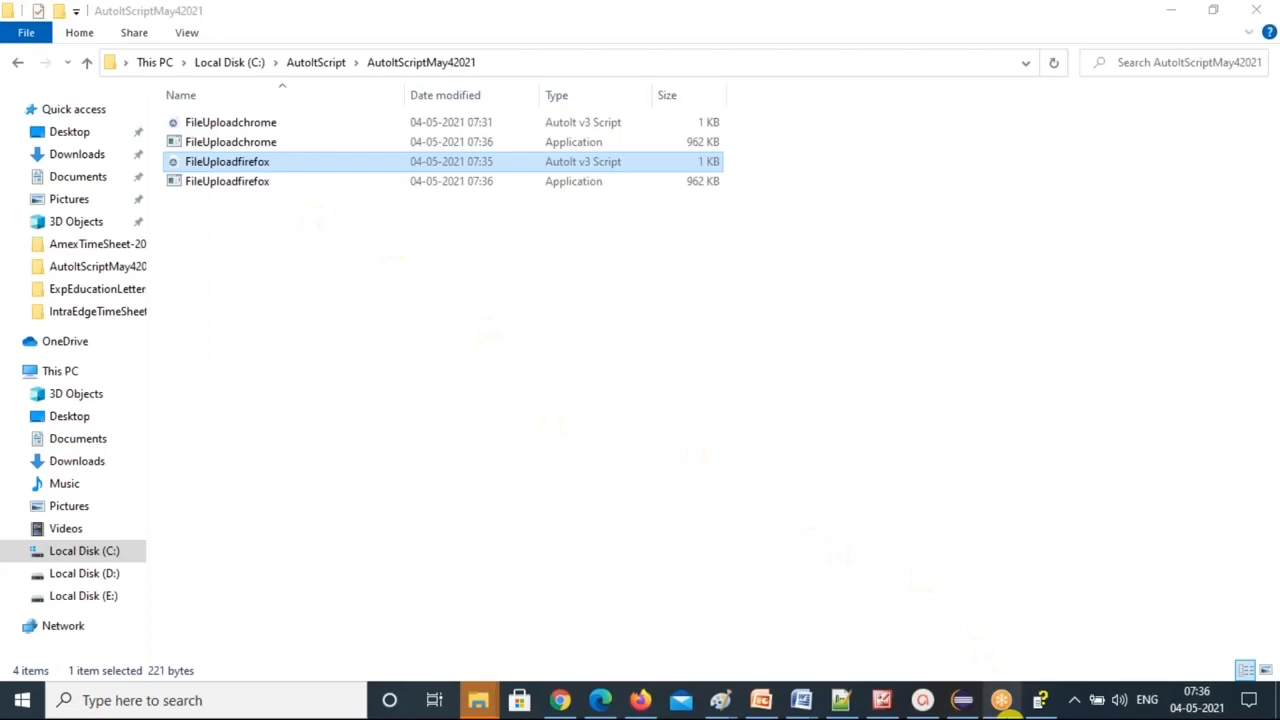 AutoItScriptMay42021
File Home Share View
This PC Local Disk (C:) AutoItScript AutoItScriptMay42021 Search AutoItScriptMay42021
Name Date modified Type Size
FileUploadchrome 04-05-2021 07:31 AutoIt v3 Script 1 KB
FileUploadchrome 04-05-2021 07:36 Application 962 KB
FileUploadfirefox 04-05-2021 07:35 AutoIt v3 Script 1 KB
FileUploadfirefox 04-05-2021 07:36 Application 962 KB
Quick access
Desktop
Downloads
Documents
Pictures
3D Objects
AmexTimeSheet-20
AutoItScriptMay420
ExpEducationLetter
IntraEdgeTimeSheet
OneDrive
This PC
3D Objects
Desktop
Documents
Downloads
Music
Pictures
Videos
Local Disk (C:)
Local Disk (D:)
Local Disk (E:)
Network
4 items 1 item selected 221 bytes
Type here to search ENG 07:36
04-05-2021